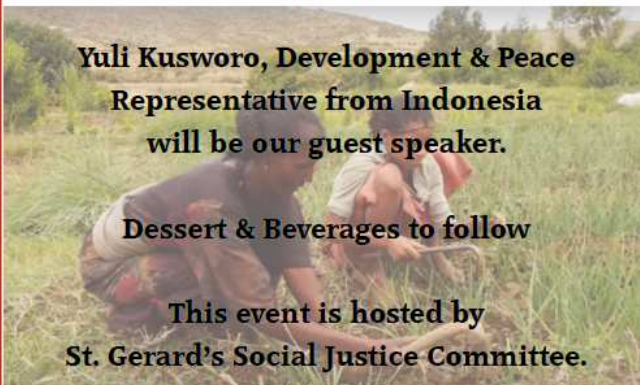 Yuli Kusworo, Development & Peace
Representative from Indonesia
will be our guest speaker.
Dessert & Beverages to follow
This event is hosted by
St. Gerard's Social Justice Committee.